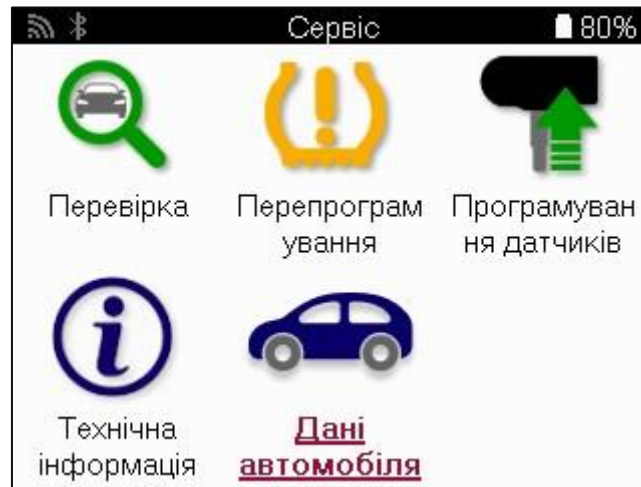 Сервіс 80%
Перевірка
Перепрограм
ування
Програмуван
ня датчиків
Технічна
інформація
Дані
автомобіля